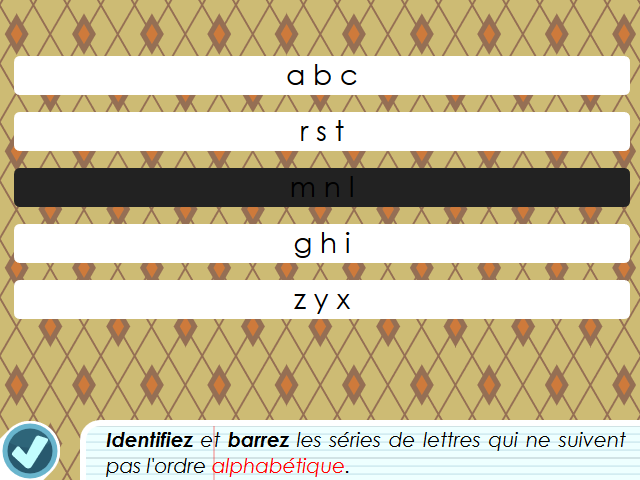 a b c
r s t
m n l
g h i
z y x
Identifiez et barrez les séries de lettres qui ne suivent
pas l'ordre alphabétique.